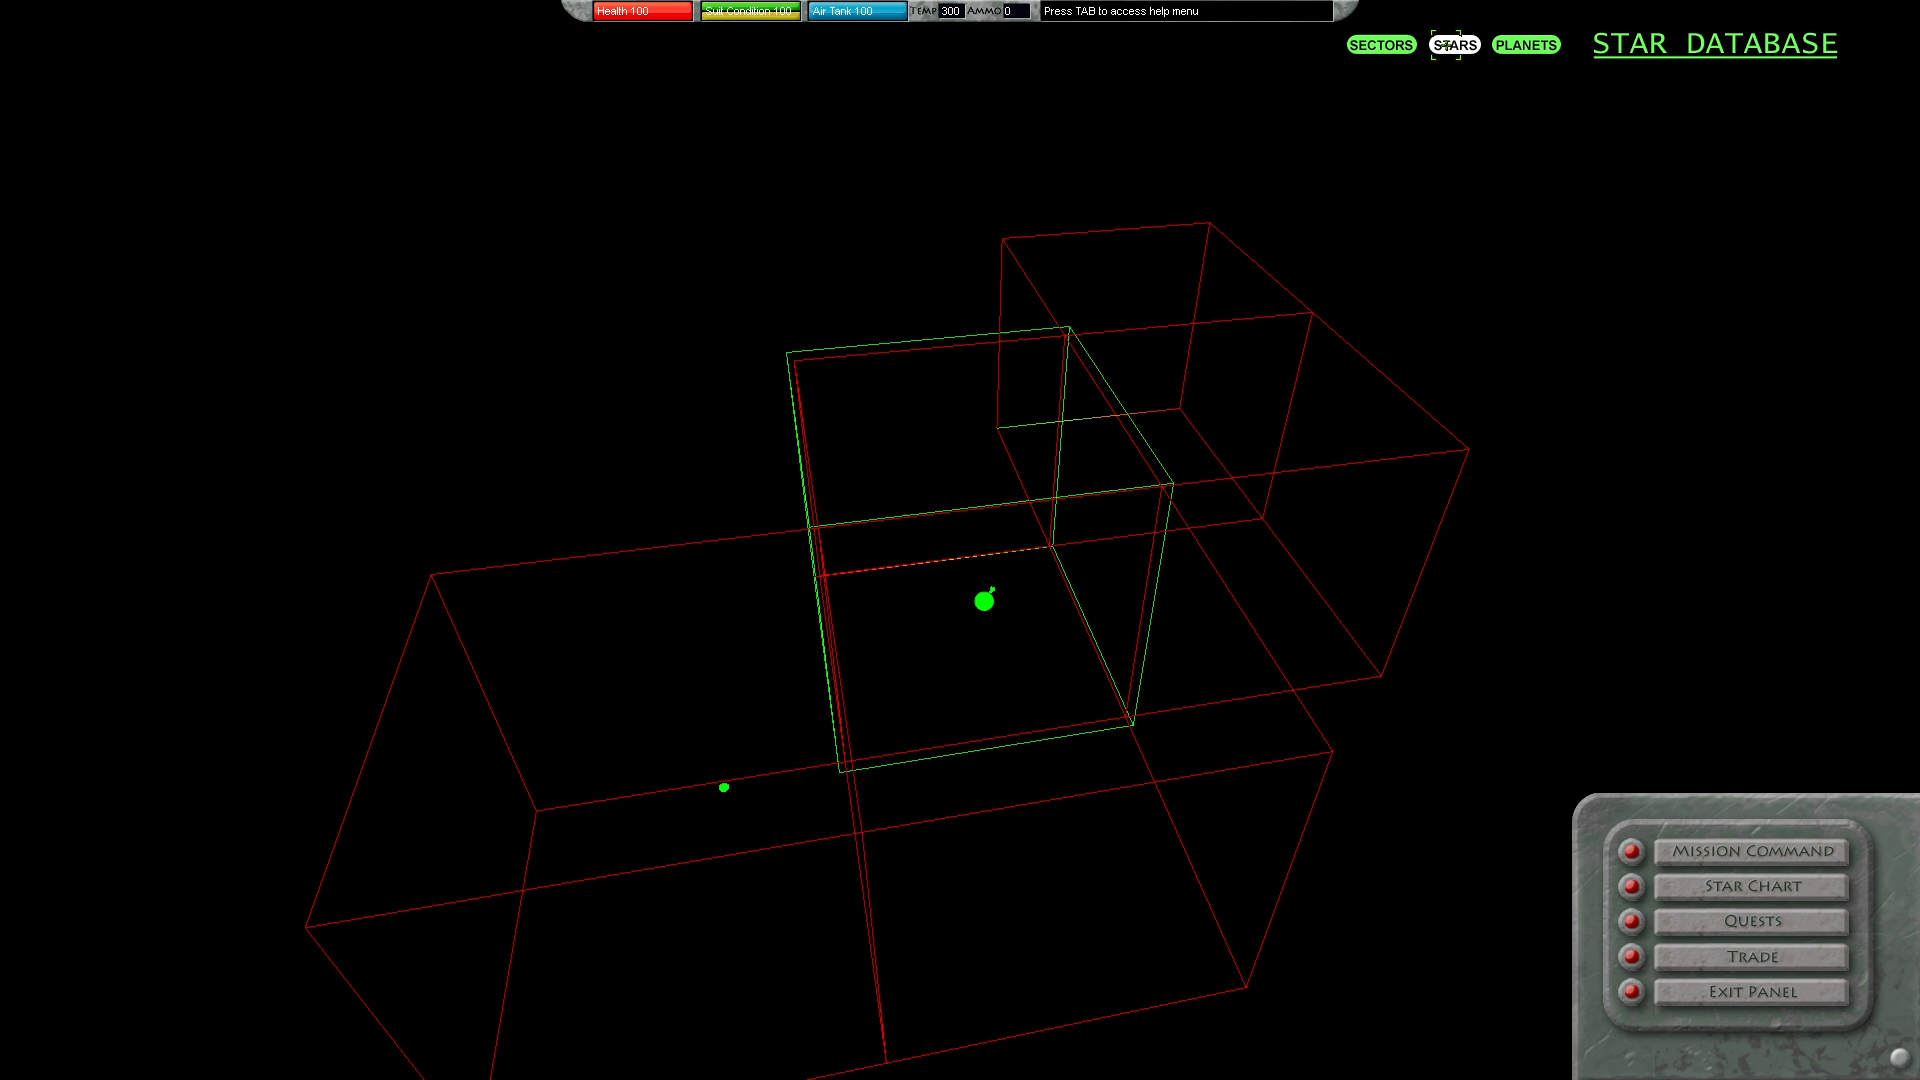 Health 100 Suit Condition 100 Air Tank 100 Temp 300 Ammo 0 Press TAB to access help menu
SECTORS STARS PLANETS STAR DATABASE
Mission Command
Star Chart
Quests
Trade
Exit Panel